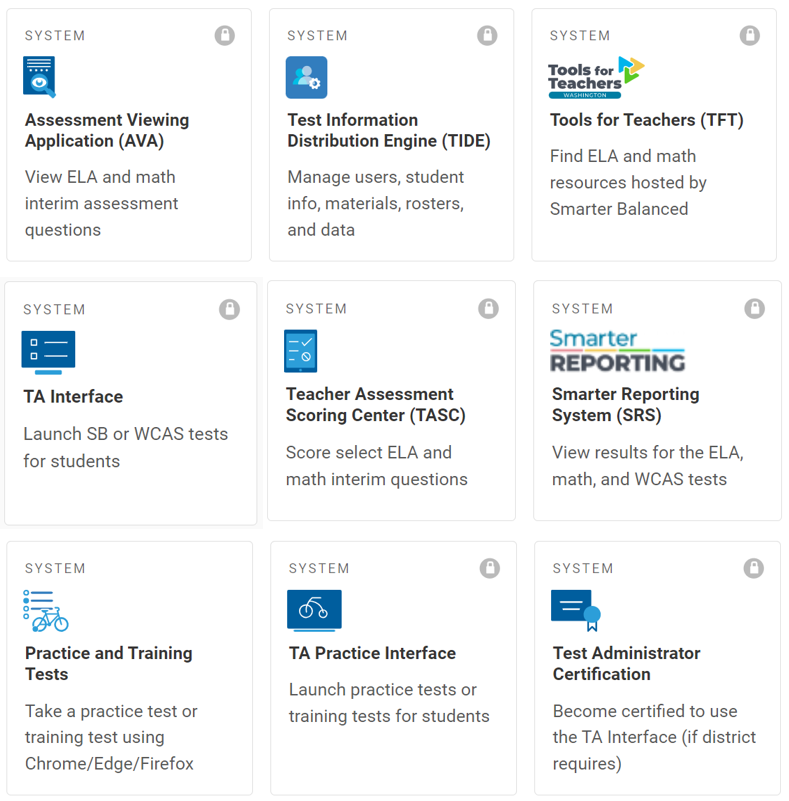 SYSTEM
Assessment Viewing
Application (AVA)
View ELA and math
interim assessment
questions
SYSTEM
Test Information
Distribution Engine (TIDE)
Manage users, student
info, materials, rosters,
and data
SYSTEM
Tools for
Teachers
WASHINGTON
Tools for Teachers (TFT)
Find ELA and math
resources hosted by
Smarter Balanced
SYSTEM
TA Interface
Launch SB or WCAS tests
for students
SYSTEM
Teacher Assessment
Scoring Center (TASC)
Score select ELA and
math interim questions
SYSTEM
Smarter
REPORTING
Smarter Reporting
System (SRS)
View results for the ELA,
math, and WCAS tests
SYSTEM
Practice and Training
Tests
Take a practice test or
training test using
Chrome/Edge/Firefox
SYSTEM
TA Practice Interface
Launch practice tests or
training tests for students
SYSTEM
Test Administrator
Certification
Become certified to use
the TA Interface (if district
requires)